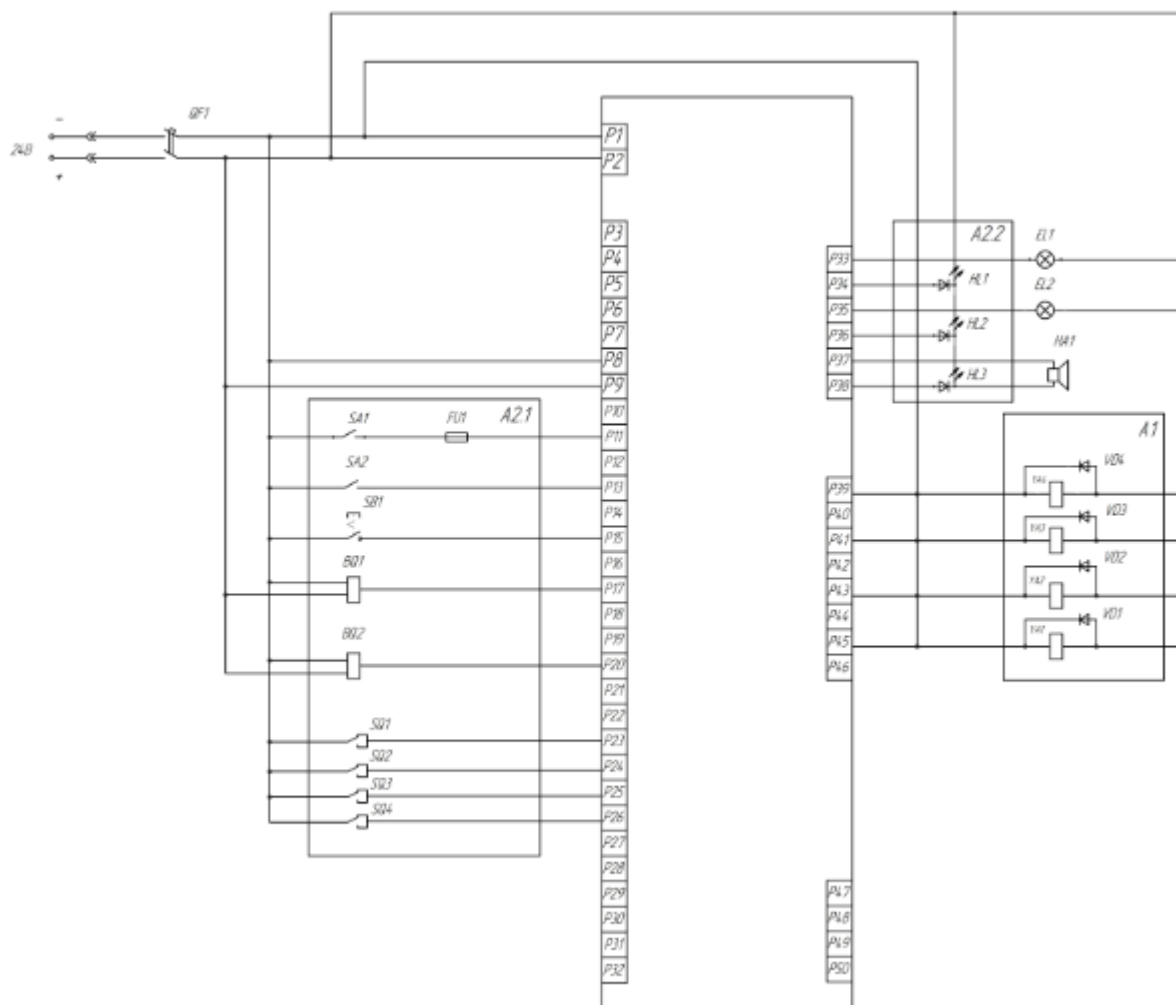 -
QF1
24В
+
P1
P2
P3
P4
P5
P6
P7
P8
P9
P10
P11
P12
P13
P14
P15
P16
P17
P18
P19
P20
P21
P22
P23
P24
P25
P26
P27
P28
P29
P30
P31
P32
A2.1
SA1
FU1
SA2
SB1
BQ1
BQ2
SQ1
SQ2
SQ3
SQ4
P33
P34
P35
P36
P37
P38
P39
P40
P41
P42
P43
P44
P45
P46
P47
P48
P49
P50
A2.2
HL1
HL2
HL3
EL1
EL2
HA1
A1
VD4
YA4
VD3
YA3
VD2
YA2
VD1
YA1